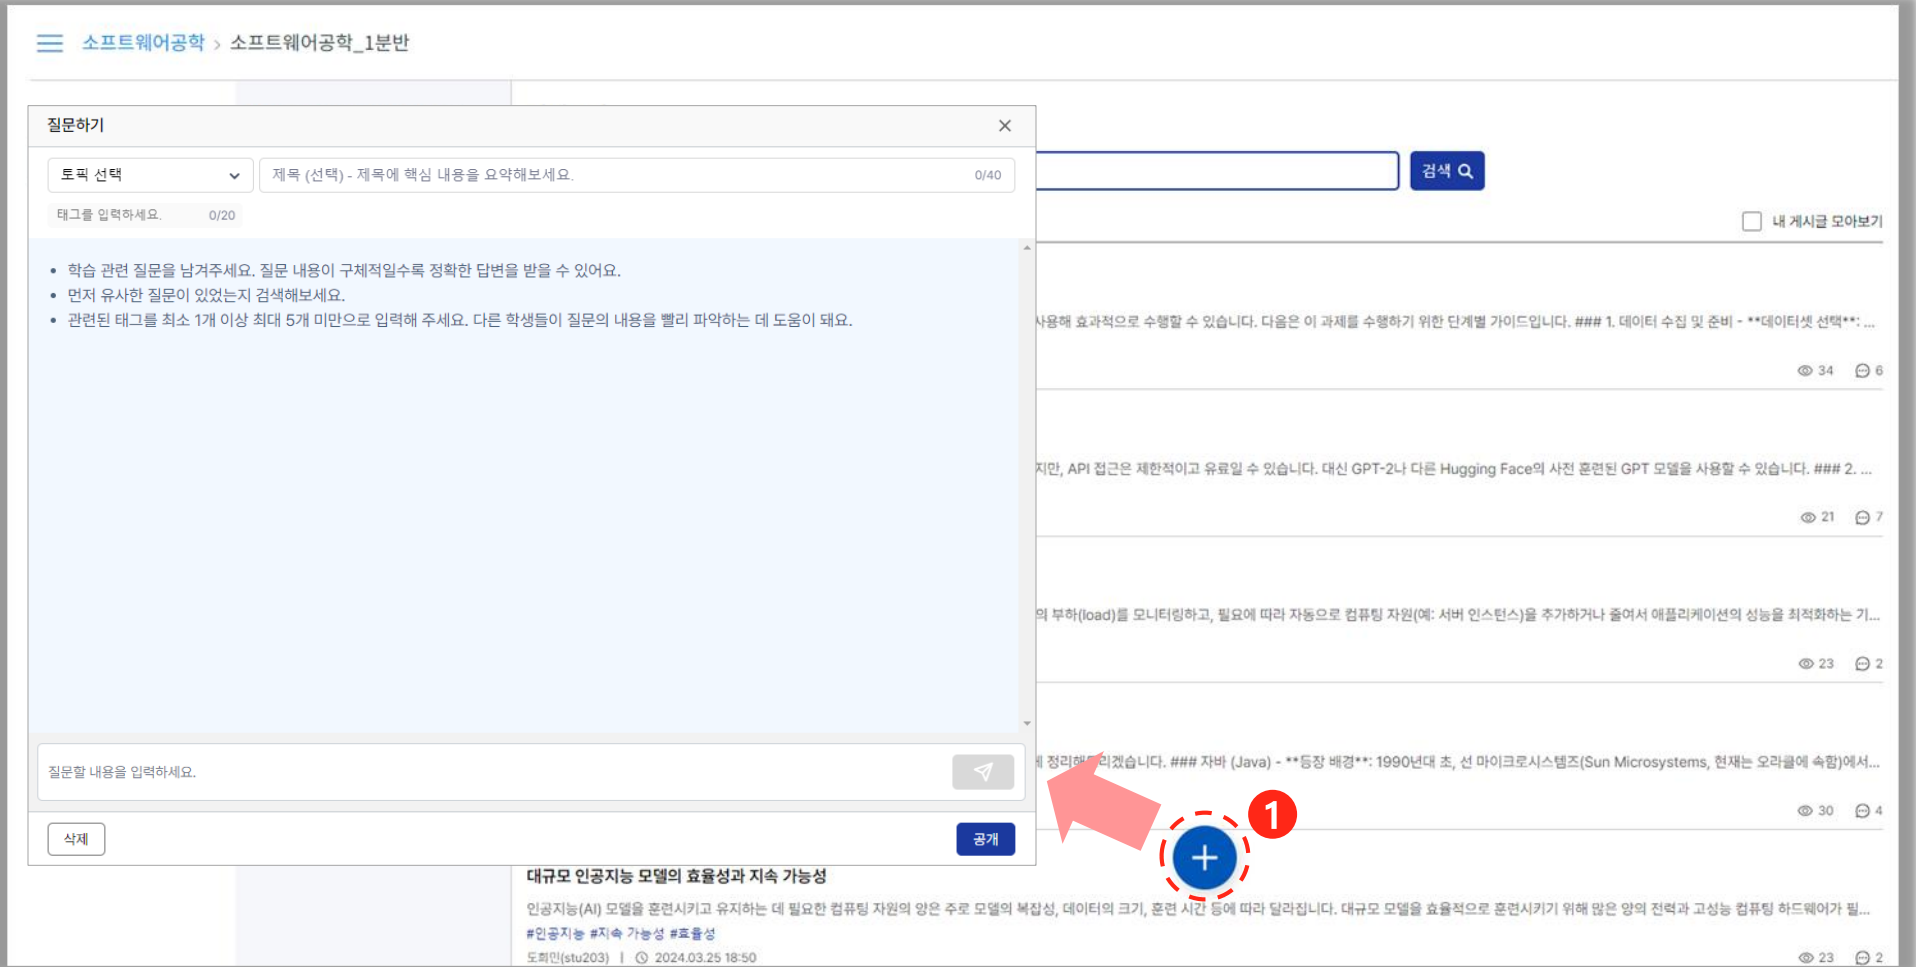 소프트웨어공학 > 소프트웨어공학_1분반
질문하기
토픽 선택
제목 (선택) - 제목에 핵심 내용을 요약해보세요.
0/40
태그를 입력하세요.
0/20
• 학습 관련 질문을 남겨주세요. 질문 내용이 구체적일수록 정확한 답변을 받을 수 있어요.
• 먼저 유사한 질문이 있었는지 검색해보세요.
• 관련된 태그를 최소 1개 이상 최대 5개 미만으로 입력해 주세요. 다른 학생들이 질문의 내용을 빨리 파악하는 데 도움이 돼요.
질문할 내용을 입력하세요.
삭제
공개
검색
내 게시글 모아보기
사용해 효과적으로 수행할 수 있습니다. 다음은 이 과제를 수행하기 위한 단계별 가이드입니다. ### 1. 데이터 수집 및 준비 - **데이터셋 선택**: ...
34 6
지만, API 접근은 제한적이고 유료일 수 있습니다. 대신 GPT-2나 다른 Hugging Face의 사전 훈련된 GPT 모델을 사용할 수 있습니다. ### 2. ...
21 7
의 부하(load)를 모니터링하고, 필요에 따라 자동으로 컴퓨팅 자원(예: 서버 인스턴스)을 추가하거나 줄여서 애플리케이션의 성능을 최적화하는 기...
23 2
정리해드리겠습니다. ### 자바 (Java) - **등장 배경**: 1990년대 초, 선 마이크로시스템즈(Sun Microsystems, 현재는 오라클에 속함)에서...
30 4
1
대규모 인공지능 모델의 효율성과 지속 가능성
인공지능(AI) 모델을 훈련시키고 유지하는 데 필요한 컴퓨팅 자원의 양은 주로 모델의 복잡성, 데이터의 크기, 훈련 시간 등에 따라 달라집니다. 대규모 모델을 효율적으로 훈련시키기 위해 많은 양의 전력과 고성능 컴퓨팅 하드웨어가 필...
#인공지능 #지속 가능성 #효율성
도희민(stu203) | 2024.03.25 18:50
23 2